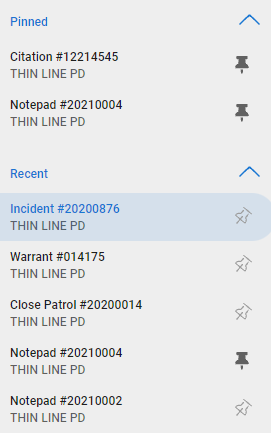 Pinned
Citation #12214545
THIN LINE PD
Notepad #20210004
THIN LINE PD
Recent
Incident #20200876
THIN LINE PD
Warrant #014175
THIN LINE PD
Close Patrol #20200014
THIN LINE PD
Notepad #20210004
THIN LINE PD
Notepad #20210002
THIN LINE PD